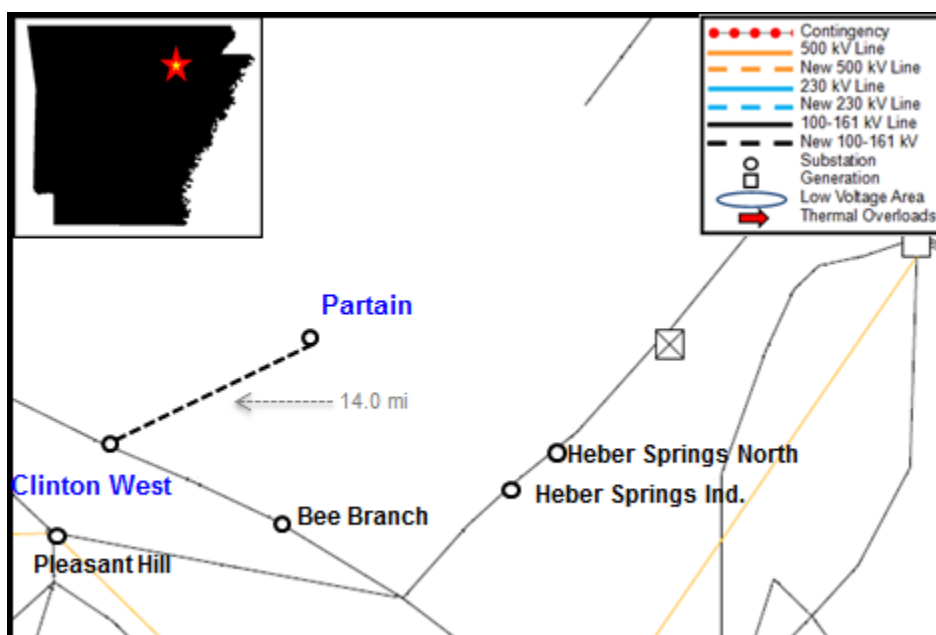 Contingency
500 kV Line
New 500 kV Line
230 kV Line
New 230 kV Line
100-161 kV Line
New 100-161 kV
Substation
Generation
Low Voltage Area
Thermal Overloads
Partain
14.0 mi
Clinton West
Heber Springs North
Heber Springs Ind.
Bee Branch
Pleasant Hill